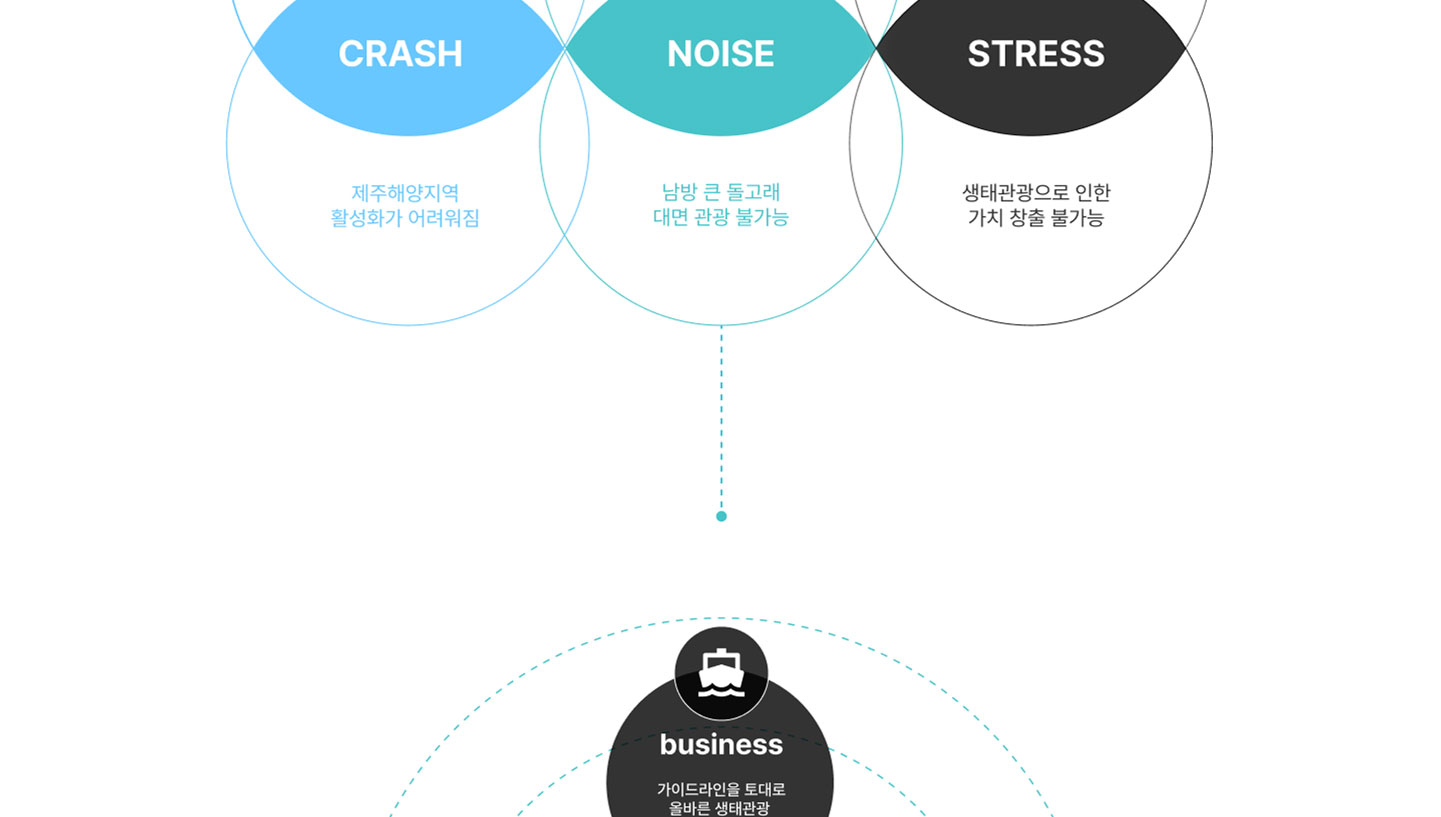 CRASH
NOISE
STRESS
제주해양지역
활성화가 어려워짐
남방 큰 돌고래
대면 관광 불가능
생태관광으로 인한
가치 창출 불가능
business
가이드라인을 토대로
올바른 생태관광